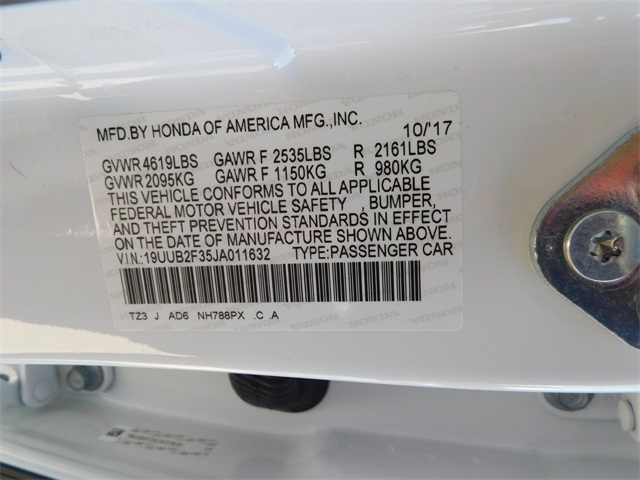 MFD.BY HONDA OF AMERICA MFG.,INC. 10/'17
GVWR 4619LBS GAWR F 2535LBS R 2161LBS
GVWR 2095KG GAWR F 1150KG R 980KG
THIS VEHICLE CONFORMS TO ALL APPLICABLE
FEDERAL MOTOR VEHICLE SAFETY , BUMPER,
AND THEFT PREVENTION STANDARDS IN EFFECT
ON THE DATE OF MANUFACTURE SHOWN ABOVE.
V.I.N.:19UUB2F35JA011632 TYPE:PASSENGER CAR
TZ3 J AD6 NH788PX .C .A